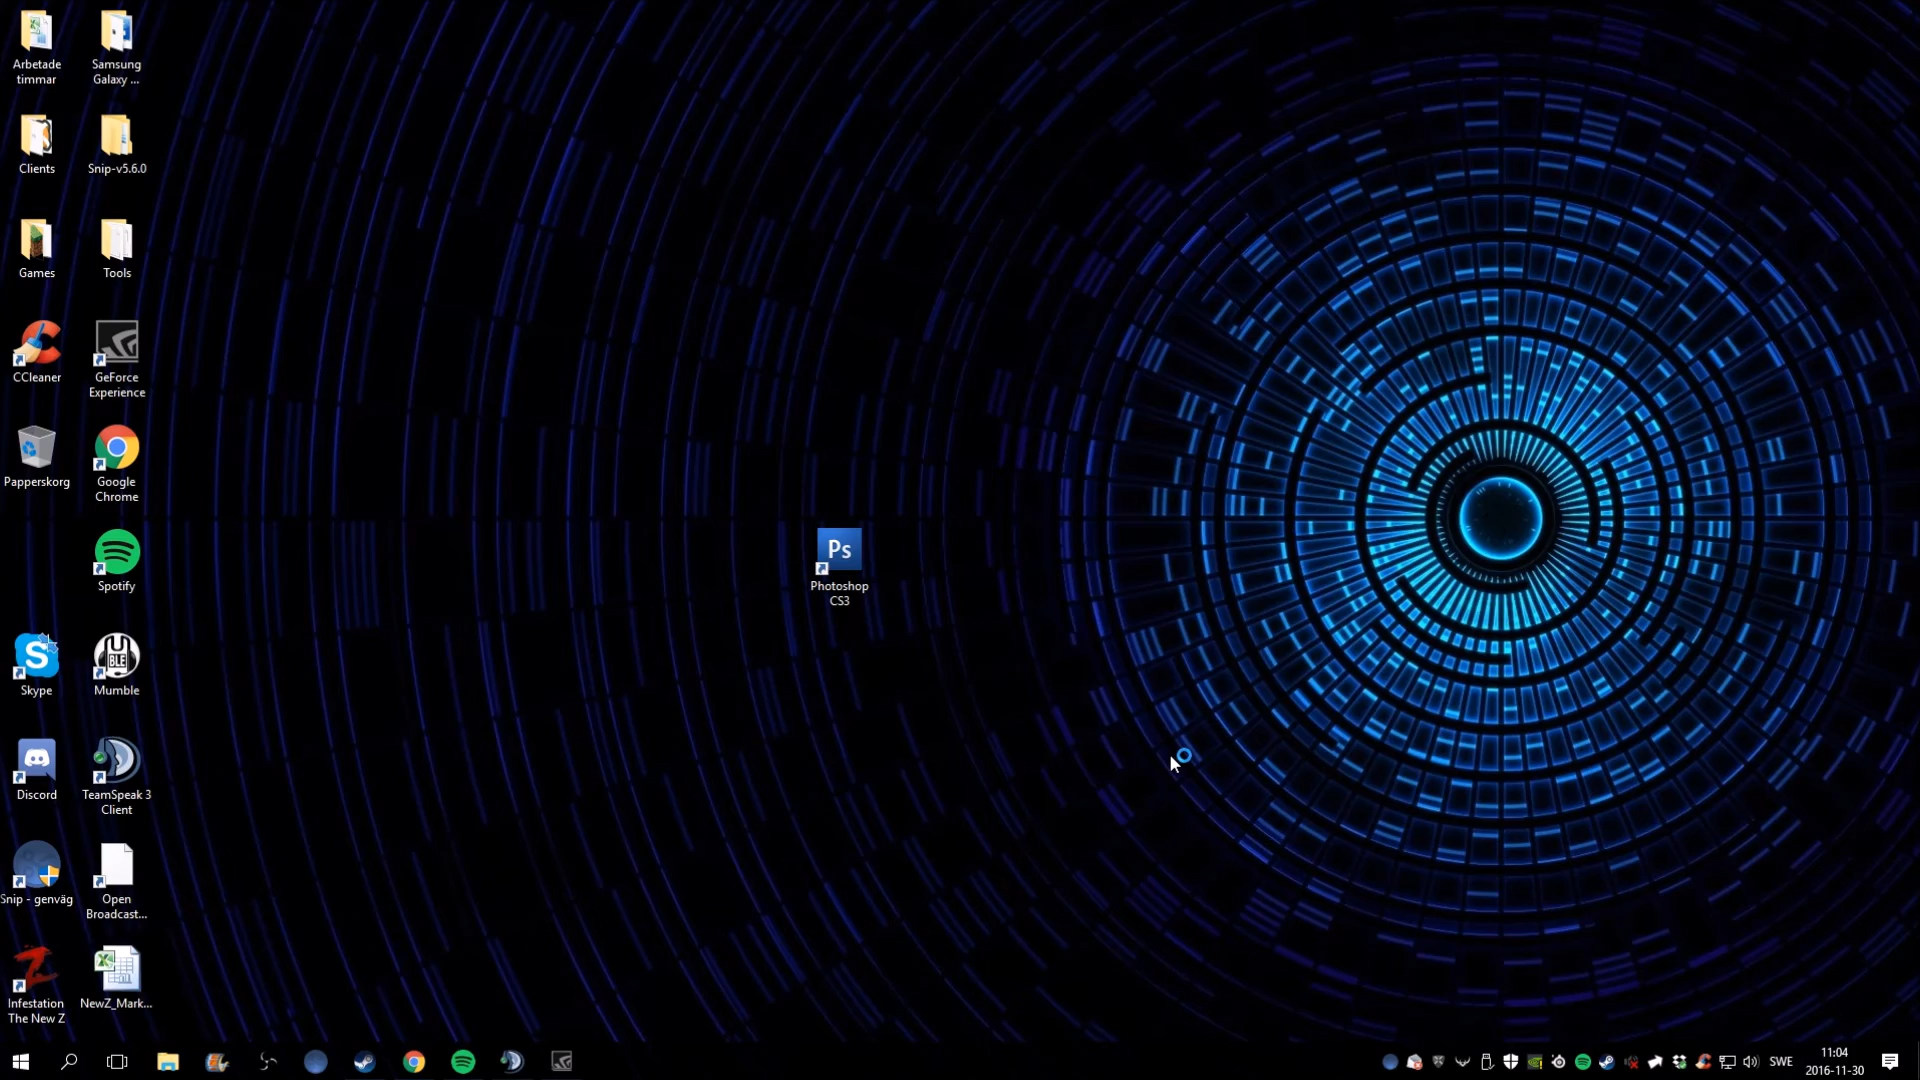 Arbetade
timmar
Samsung
Galaxy ...
Clients
Snip-v5.6.0
Games
Tools
CCleaner
GeForce
Experience
Papperskorg
Google
Chrome
Spotify
Ps
Photoshop
CS3
S
Skype
UM
BLE
Mumble
Discord
TeamSpeak 3
Client
Snip - genväg
Open
Broadcast...
Infestation
The New Z
NewZ_Mark...
SWE
11:04
2016-11-30